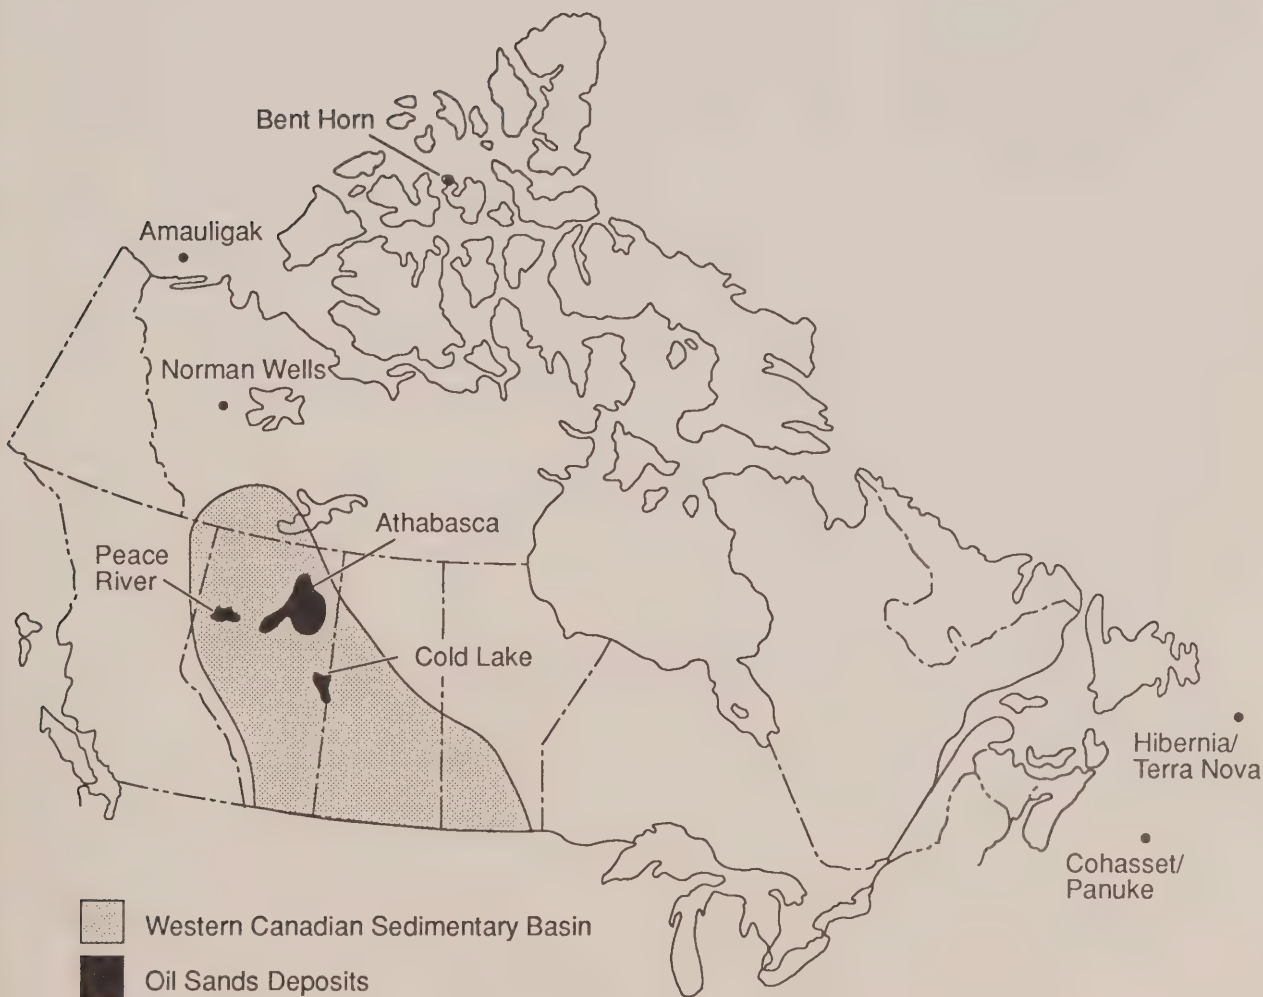 Bent Horn
Amauligak
Norman Wells
Athabasca
Peace
River
Cold Lake
Hibernia/
Terra Nova
Cohasset/
Panuke
Western Canadian Sedimentary Basin
Oil Sands Deposits